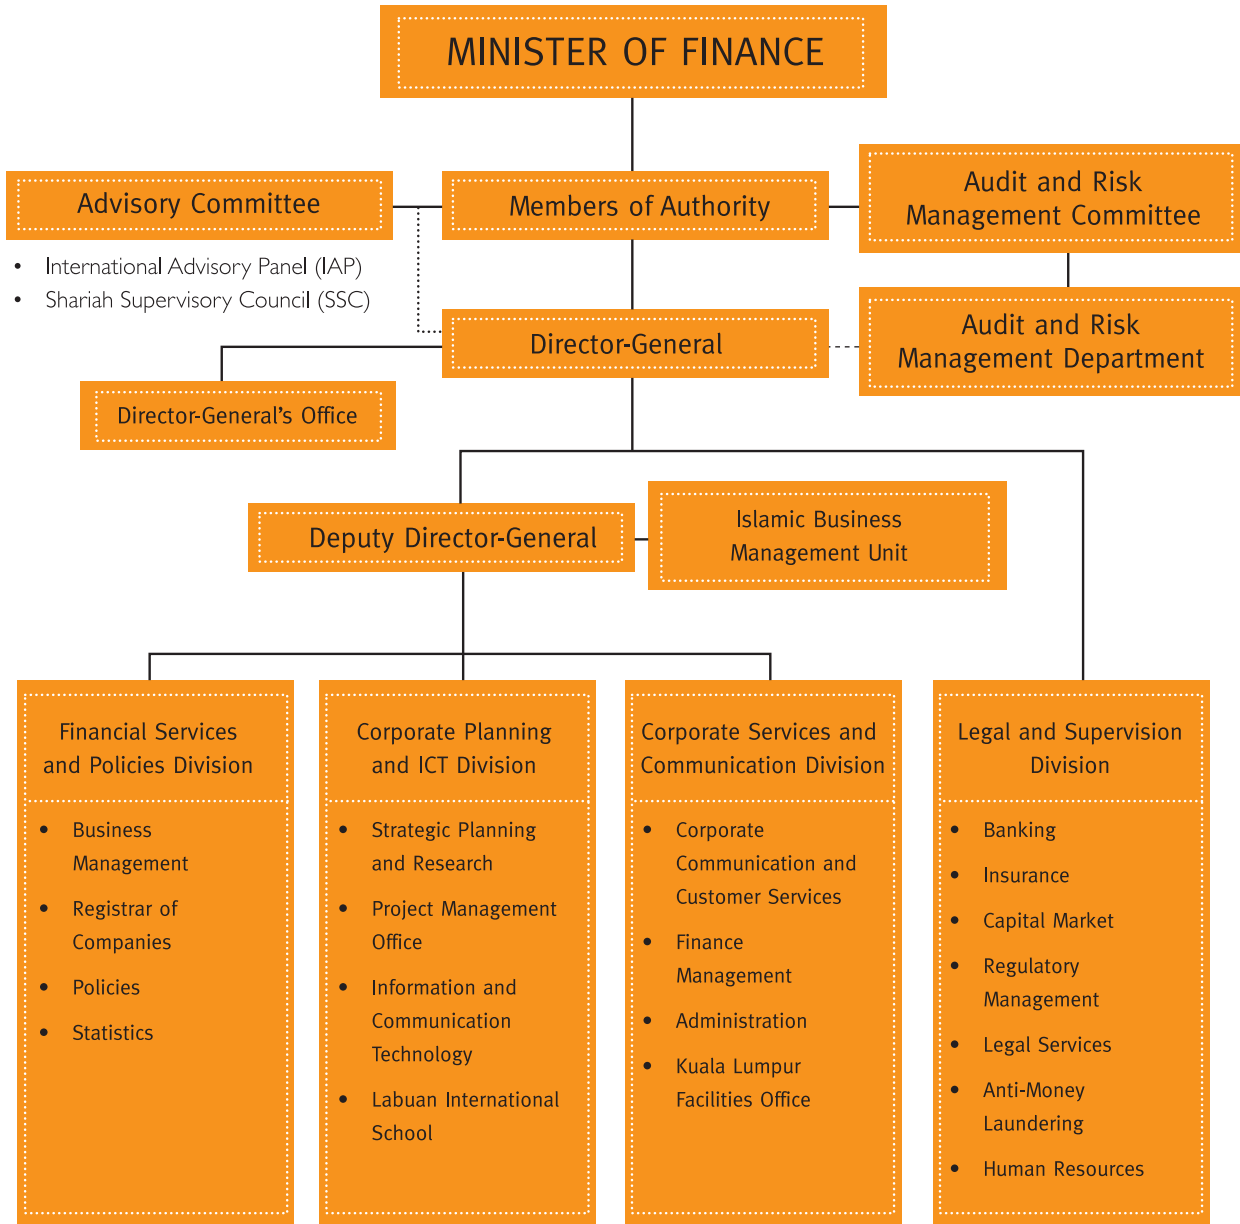 MINISTER OF FINANCE
Advisory Committee
• International Advisory Panel (IAP)
• Shariah Supervisory Council (SSC)
Members of Authority
Audit and Risk
Management Committee
Director-General
Audit and Risk
Management Department
Director-General's Office
Deputy Director-General
Islamic Business
Management Unit
Financial Services
and Policies Division
• Business
Management
• Registrar of
Companies
• Policies
• Statistics
Corporate Planning
and ICT Division
• Strategic Planning
and Research
• Project Management
Office
• Information and
Communication
Technology
• Labuan International
School
Corporate Services and
Communication Division
• Corporate
Communication and
Customer Services
• Finance
Management
• Administration
• Kuala Lumpur
Facilities Office
Legal and Supervision
Division
• Banking
• Insurance
• Capital Market
• Regulatory
Management
• Legal Services
• Anti-Money
Laundering
• Human Resources